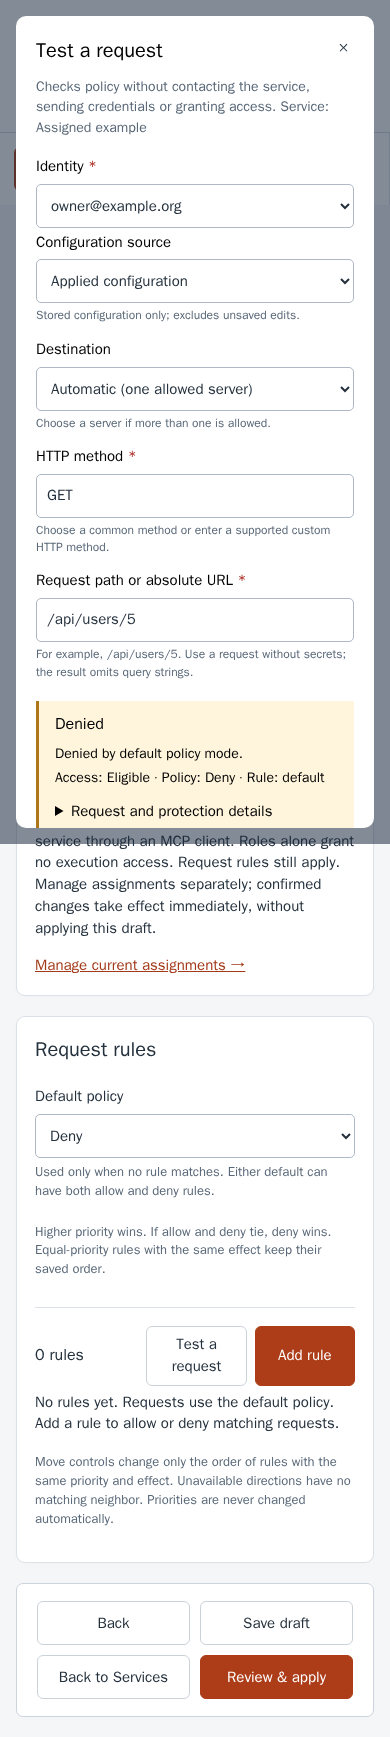 Test a request
×
Checks policy without contacting the service,
sending credentials or granting access. Service:
Assigned example
Identity *
owner@example.org
Configuration source
Applied configuration
Stored configuration only; excludes unsaved edits.
Destination
Automatic (one allowed server)
Choose a server if more than one is allowed.
HTTP method *
GET
Choose a common method or enter a supported custom
HTTP method.
Request path or absolute URL *
/api/users/5
For example, /api/users/5. Use a request without secrets;
the result omits query strings.
Denied
Denied by default policy mode.
Access: Eligible · Policy: Deny · Rule: default
▶ Request and protection details
service through an MCP client. Roles alone grant
no execution access. Request rules still apply.
Manage assignments separately; confirmed
changes take effect immediately, without
applying this draft.
Manage current assignments →
Request rules
Default policy
Deny
Used only when no rule matches. Either default can
have both allow and deny rules.
Higher priority wins. If allow and deny tie, deny wins.
Equal-priority rules with the same effect keep their
saved order.
0 rules
Test a
request
Add rule
No rules yet. Requests use the default policy.
Add a rule to allow or deny matching requests.
Move controls change only the order of rules with the
same priority and effect. Unavailable directions have no
matching neighbor. Priorities are never changed
automatically.
Back
Save draft
Back to Services
Review & apply